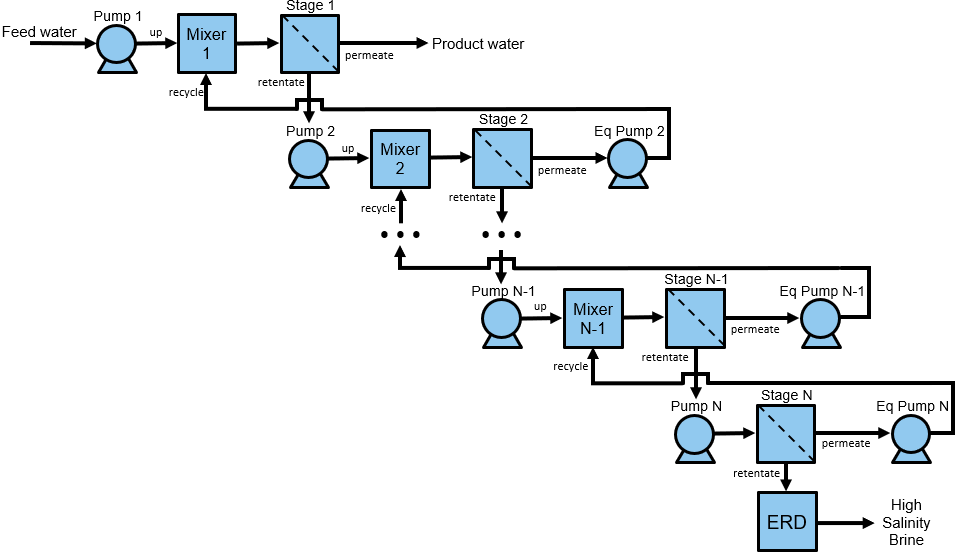 Feed water
Pump 1
up
Mixer
1
Stage 1
permeate
Product water
recycle
retentate
Pump 2
up
Mixer
2
Stage 2
permeate
Eq Pump 2
recycle
retentate
Pump N-1
up
Mixer
N-1
Stage N-1
permeate
Eq Pump N-1
recycle
retentate
Pump N
Stage N
permeate
Eq Pump N
retentate
ERD
High
Salinity
Brine